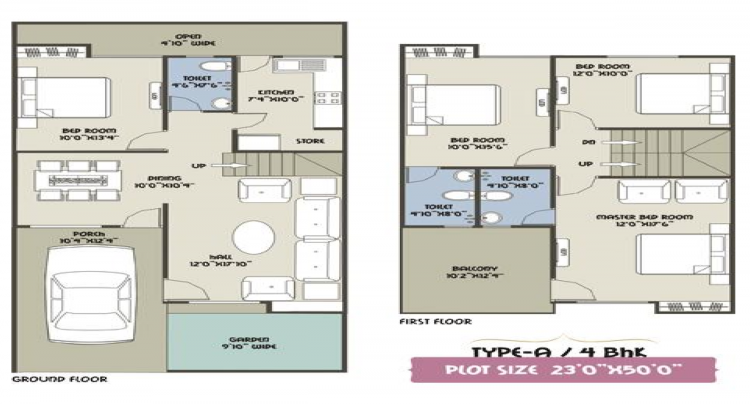 OPEN
4'10" WIDE
TOILET
4'6"X7'6"
KITCHEN
7'4"X10'0"
BED ROOM
10'0"X13'4"
STORE
UP
DINING
10'0"X10'4"
PORCH
10'4"X12'4"
HALL
12'0"X17'10"
GARDEN
9'10" WIDE
GROUND FLOOR
BED ROOM
12'0"X10'0"
BED ROOM
10'0"X15'6"
DN
UP
TOILET
4'10"X8'0"
TOILET
4'10"X8'0"
MASTER BED ROOM
12'0"X17'6"
BALCONY
10'2"X12'4"
FIRST FLOOR
TYPE-A / 4 BHK
PLOT SIZE 23'0"X50'0"